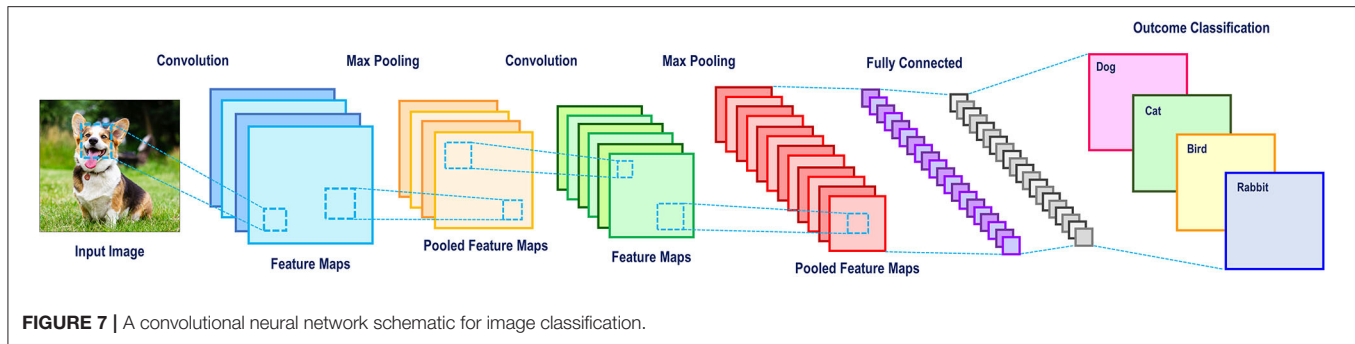 Outcome Classification
Convolution
Max Pooling
Convolution
Max Pooling
Fully Connected
Dog
Cat
Bird
Rabbit
Input Image
Feature Maps
Pooled Feature Maps
Feature Maps
Pooled Feature Maps
FIGURE 7 | A convolutional neural network schematic for image classification.